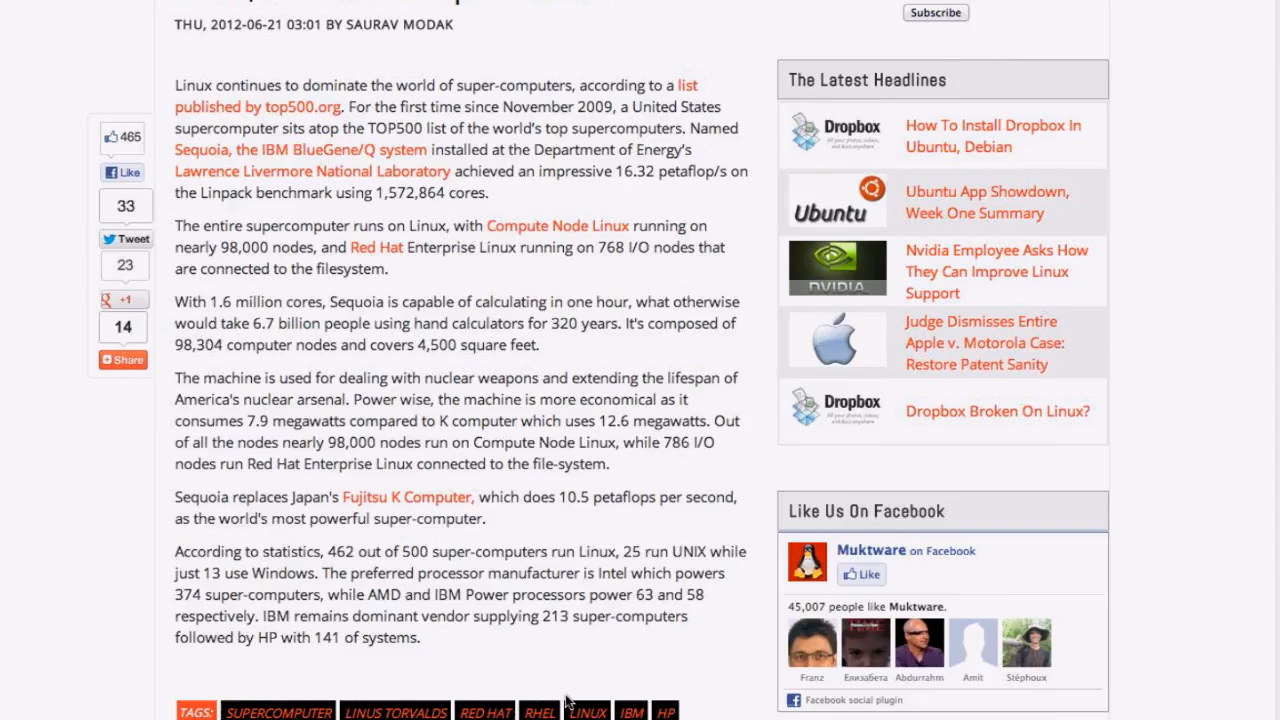 THU, 2012-06-21 03:01 BY SAURAV MODAK
Linux continues to dominate the world of super-computers, according to a list
published by top500.org. For the first time since November 2009, a United States
supercomputer sits atop the TOP500 list of the world's top supercomputers. Named
Sequoia, the IBM BlueGene/Q system installed at the Department of Energy's
Lawrence Livermore National Laboratory achieved an impressive 16.32 petaflop/s on
the Linpack benchmark using 1,572,864 cores.
The entire supercomputer runs on Linux, with Compute Node Linux running on
nearly 98,000 nodes, and Red Hat Enterprise Linux running on 768 I/O nodes that
are connected to the filesystem.
With 1.6 million cores, Sequoia is capable of calculating in one hour, what otherwise
would take 6.7 billion people using hand calculators for 320 years. It's composed of
98,304 computer nodes and covers 4,500 square feet.
The machine is used for dealing with nuclear weapons and extending the lifespan of
America's nuclear arsenal. Power wise, the machine is more economical as it
consumes 7.9 megawatts compared to K computer which uses 12.6 megawatts. Out
of all the nodes nearly 98,000 nodes run on Compute Node Linux, while 786 I/O
nodes run Red Hat Enterprise Linux connected to the file-system.
Sequoia replaces Japan's Fujitsu K Computer, which does 10.5 petaflops per second,
as the world's most powerful super-computer.
According to statistics, 462 out of 500 super-computers run Linux, 25 run UNIX while
just 13 use Windows. The preferred processor manufacturer is Intel which powers
374 super-computers, while AMD and IBM Power processors power 63 and 58
respectively. IBM remains dominant vendor supplying 213 super-computers
followed by HP with 141 of systems.
TAGS: SUPERCOMPUTER LINUS TORVALDS RED HAT RHEL LINUX IBM HP
465
Like
33
Tweet
23
+1
14
Share
Subscribe
The Latest Headlines
Dropbox
How To Install Dropbox In
Ubuntu, Debian
Ubuntu
Ubuntu App Showdown,
Week One Summary
NVIDIA
Nvidia Employee Asks How
They Can Improve Linux
Support
Judge Dismisses Entire
Apple v. Motorola Case:
Restore Patent Sanity
Dropbox
Dropbox Broken On Linux?
Like Us On Facebook
Muktware on Facebook
Like
45,007 people like Muktware.
Franz Елизабета Abdurrahm Amit Stéphoux
Facebook social plugin